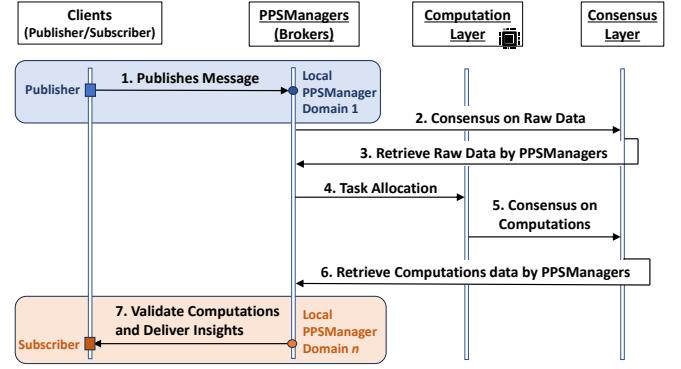 Clients
(Publisher/Subscriber)
PPSManagers
(Brokers)
Computation
Layer
Consensus
Layer
Publisher
1. Publishes Message
Local
PPSManager
Domain 1
2. Consensus on Raw Data
3. Retrieve Raw Data by PPSManagers
4. Task Allocation
5. Consensus on
Computations
6. Retrieve Computations data by PPSManagers
7. Validate Computations
and Deliver Insights
Subscriber
Local
PPSManager
Domain n